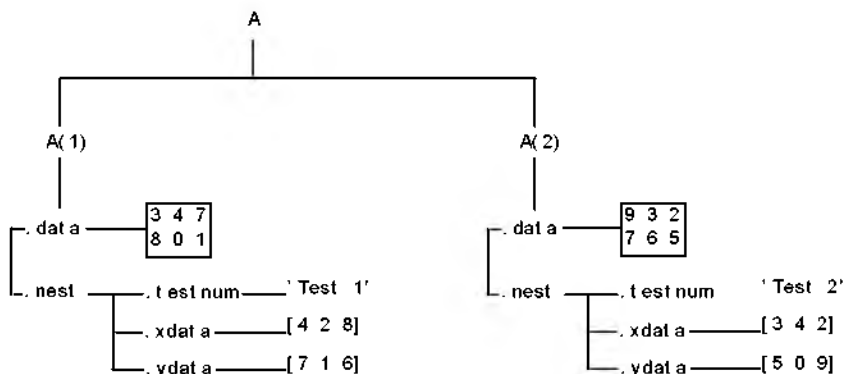 A
A(1) A(2)
3 4 7 9 3 2
.data .data
8 0 1 7 6 5
.nest .testnum 'Test 1' .nest .testnum 'Test 2'
.xdata [4 2 8] .xdata [3 4 2]
.ydata [7 1 6] .ydata [5 0 9]